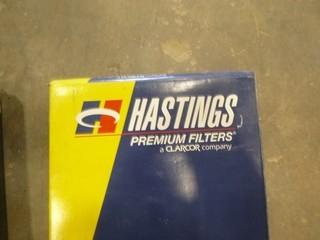 HASTINGS
PREMIUM FILTERS®
a CLARCOR company